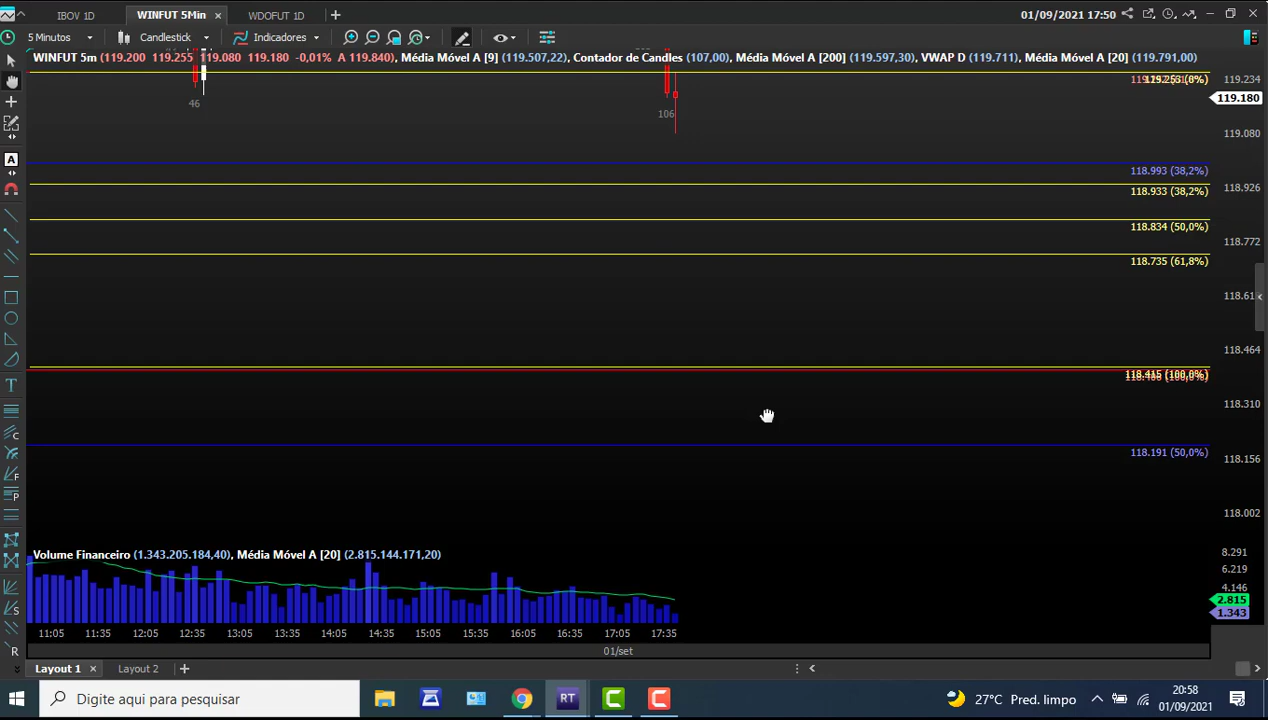 IBOV 1D
WINFUT 5Min
WDOFUT 1D
01/09/2021 17:50
5 Minutos
Candlestick
Indicadores
WINFUT 5m (119.200 119.255 119.080 119.180 -0,01% A 119.840), Média Móvel A [9] (119.507,22), Contador de Candles (107,00), Média Móvel A [200] (119.597,30), VWAP D (119.711), Média Móvel A [20] (119.791,00)
119.234
119.180
46
106
119.080
118.993 (38,2%)
118.926
118.933 (38,2%)
118.834 (50,0%)
118.772
118.735 (61,8%)
118.464
118.415 (100,0%)
118.310
118.191 (50,0%)
118.156
118.002
Volume Financeiro (1.343.205.184,40), Média Móvel A [20] (2.815.144.171,20)
8.291
6.219
4.146
2.815
1.343
11:05 11:35 12:05 12:35 13:05 13:35 14:05 14:35 15:05 15:35 16:05 16:35 17:05 17:35
01/set
Layout 1
Layout 2
Digite aqui para pesquisar
RT
27°C Pred. limpo
20:58
01/09/2021